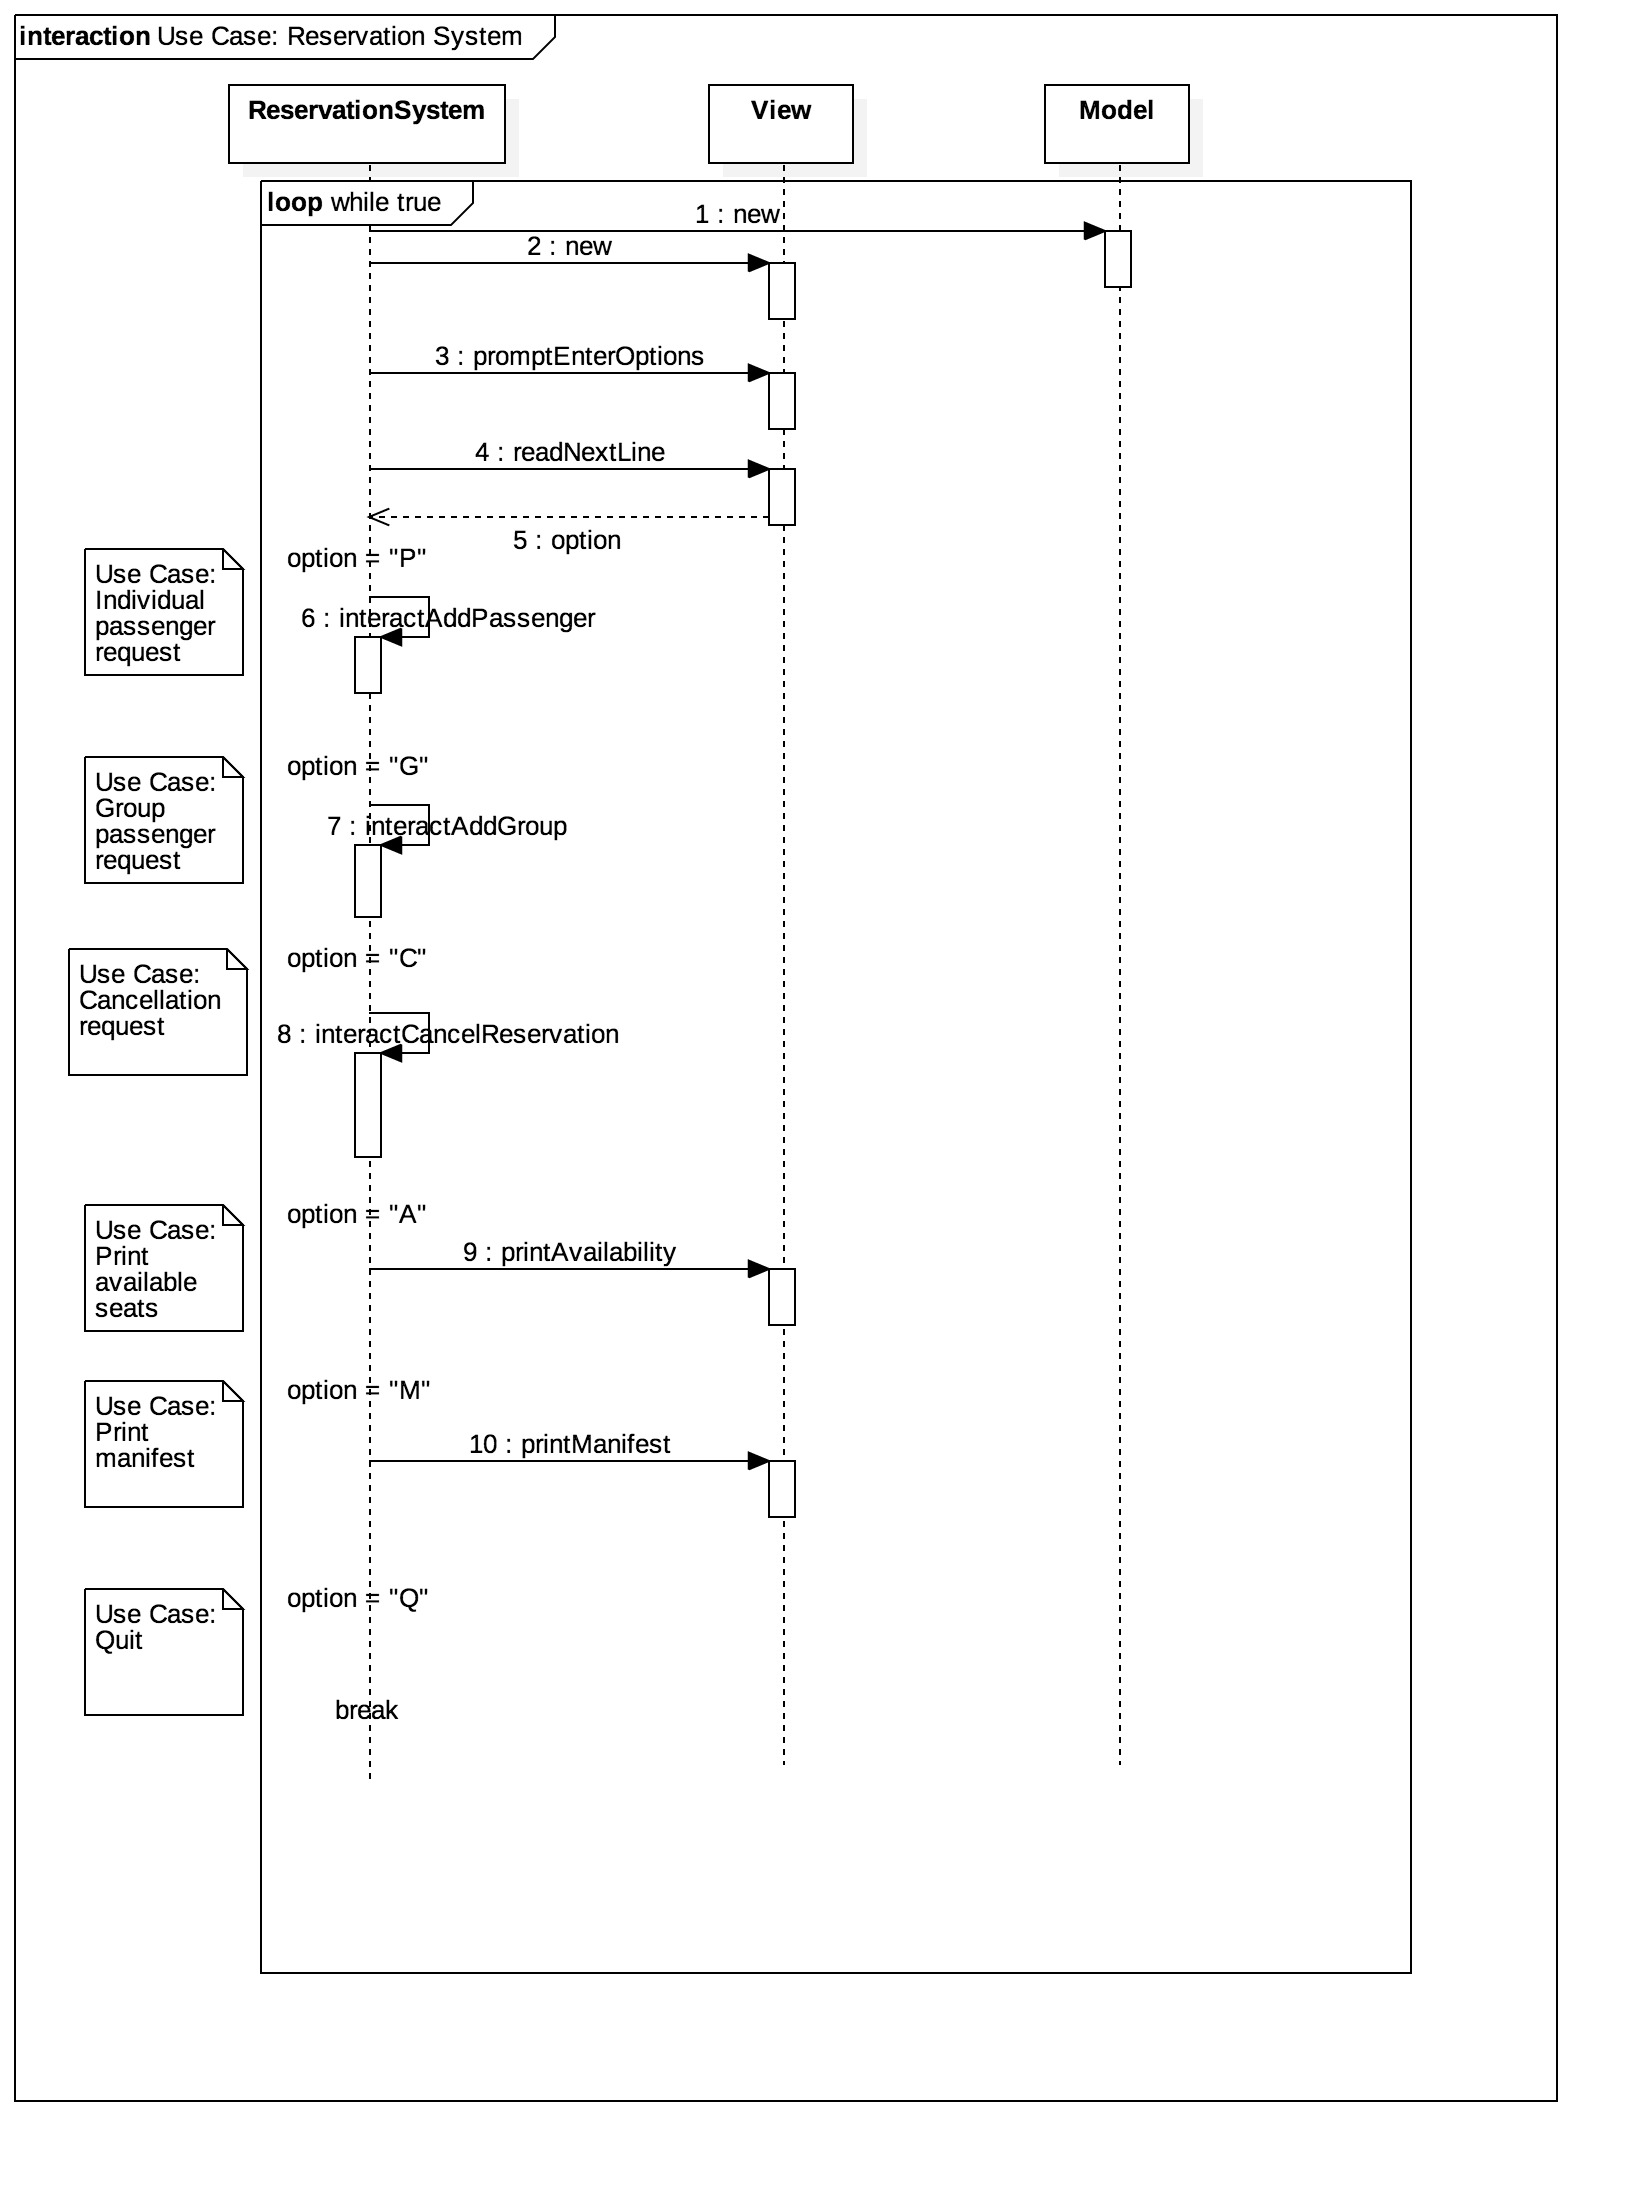 interaction Use Case: Reservation System
ReservationSystem
View
Model
loop while true
1 : new
2 : new
3 : promptEnterOptions
4 : readNextLine
5 : option
option = "P"
Use Case:
Individual
passenger
request
6 : interactAddPassenger
option = "G"
Use Case:
Group
passenger
request
7 : interactAddGroup
option = "C"
Use Case:
Cancellation
request
8 : interactCancelReservation
option = "A"
Use Case:
Print
available
seats
9 : printAvailability
option = "M"
Use Case:
Print
manifest
10 : printManifest
option = "Q"
Use Case:
Quit
break